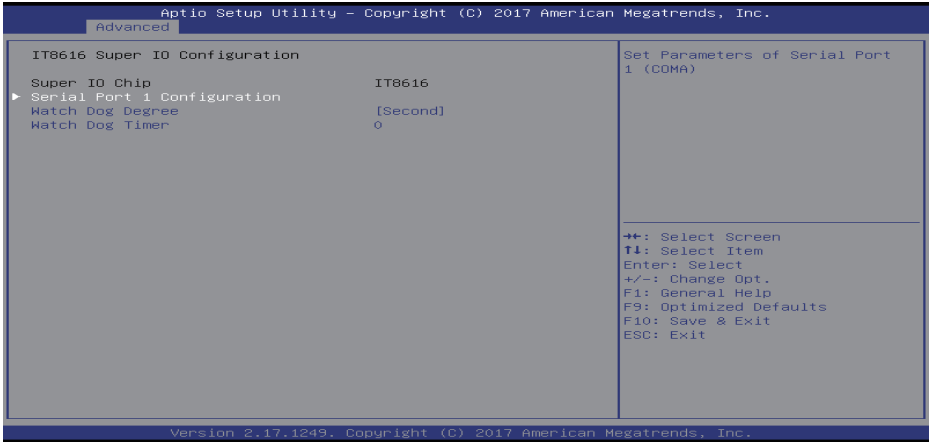 Aptio Setup Utility – Copyright (C) 2017 American Megatrends, Inc.
Advanced
IT8616 Super IO Configuration
Super IO Chip IT8616
► Serial Port 1 Configuration
Watch Dog Degree [Second]
Watch Dog Timer 0
Set Parameters of Serial Port
1 (COMA)
→←: Select Screen
↑↓: Select Item
Enter: Select
+/-: Change Opt.
F1: General Help
F9: Optimized Defaults
F10: Save & Exit
ESC: Exit
Version 2.17.1249. Copyright (C) 2017 American Megatrends, Inc.